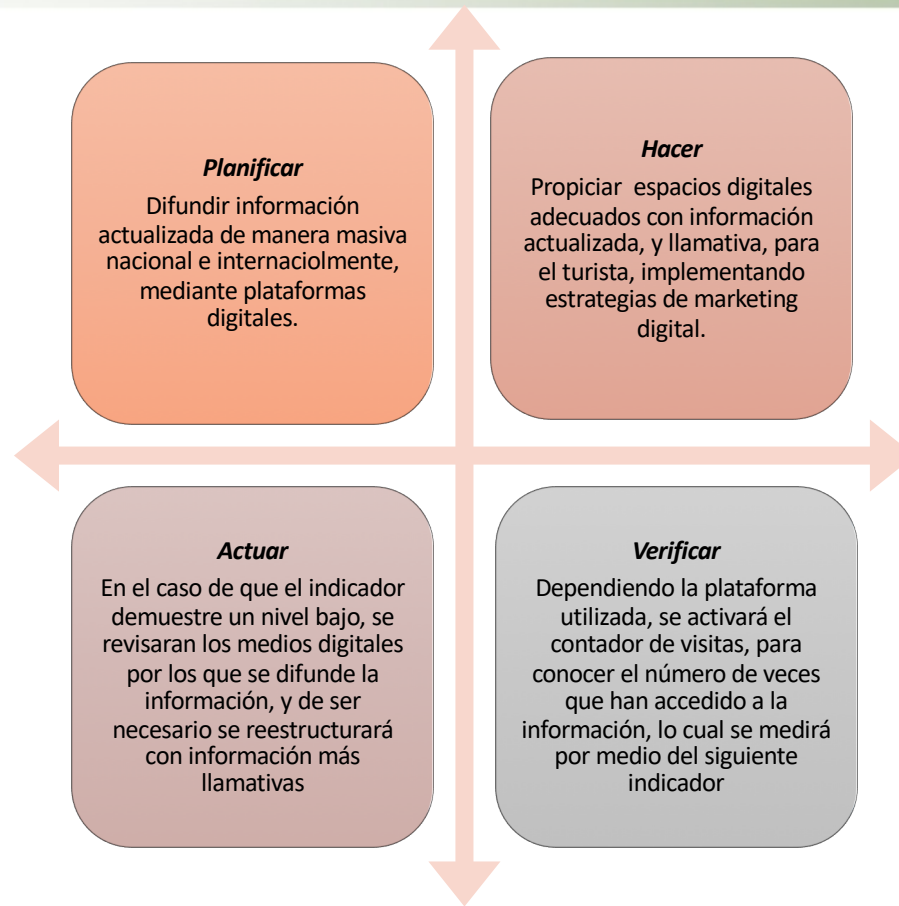 Planificar
Difundir información
actualizada de manera masiva
nacional e internaciolmente,
mediante plataformas
digitales.
Hacer
Propiciar espacios digitales
adecuados con información
actualizada, y llamativa, para
el turista, implementando
estrategias de marketing
digital.
Actuar
En el caso de que el indicador
demuestre un nivel bajo, se
revisaran los medios digitales
por los que se difunde la
información, y de ser
necesario se reestructurará
con información más
llamativas
Verificar
Dependiendo la plataforma
utilizada, se activará el
contador de visitas, para
conocer el número de veces
que han accedido a la
información, lo cual se medirá
por medio del siguiente
indicador